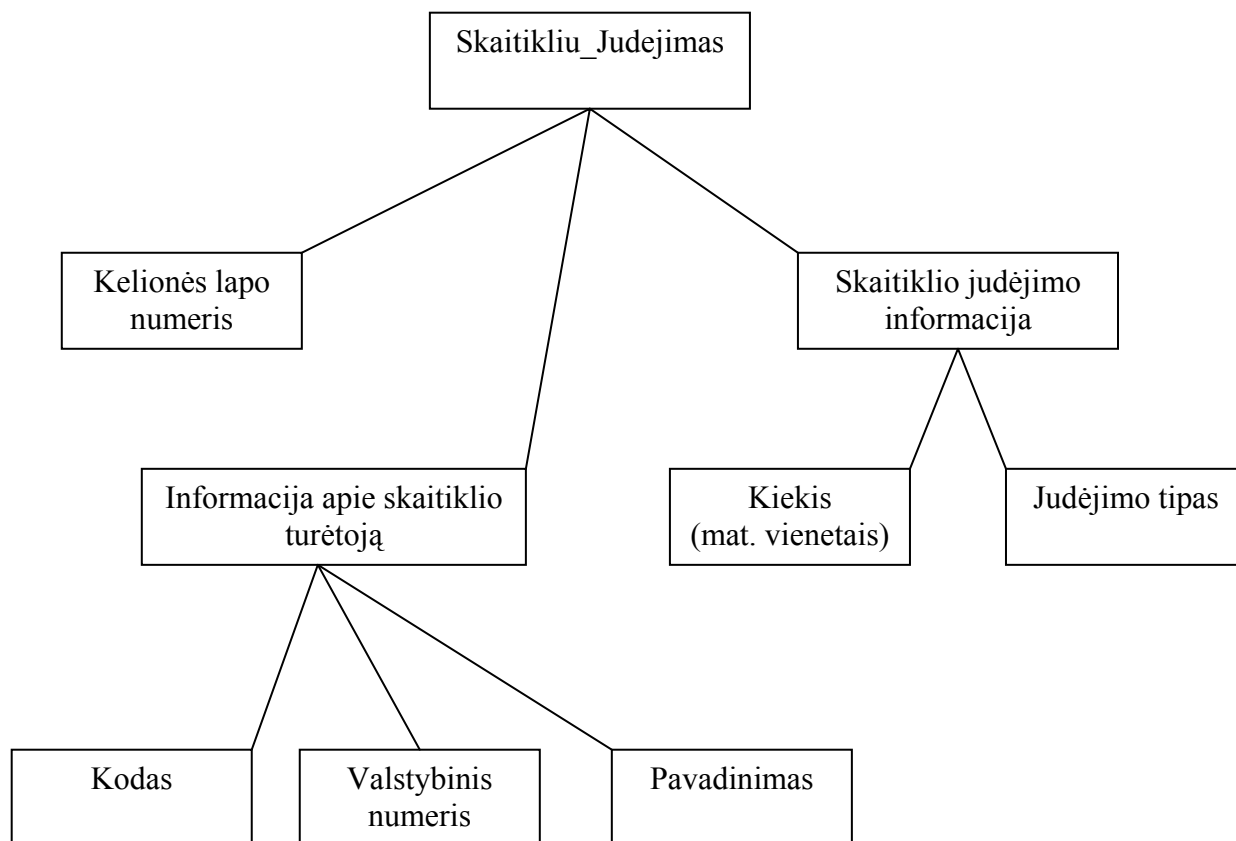 Skaitikliu_Judejimas
Kelionės lapo
numeris
Skaitiklio judėjimo
informacija
Informacija apie skaitiklio
turėtoją
Kiekis
(mat. vienetais)
Judėjimo tipas
Kodas
Valstybinis
numeris
Pavadinimas